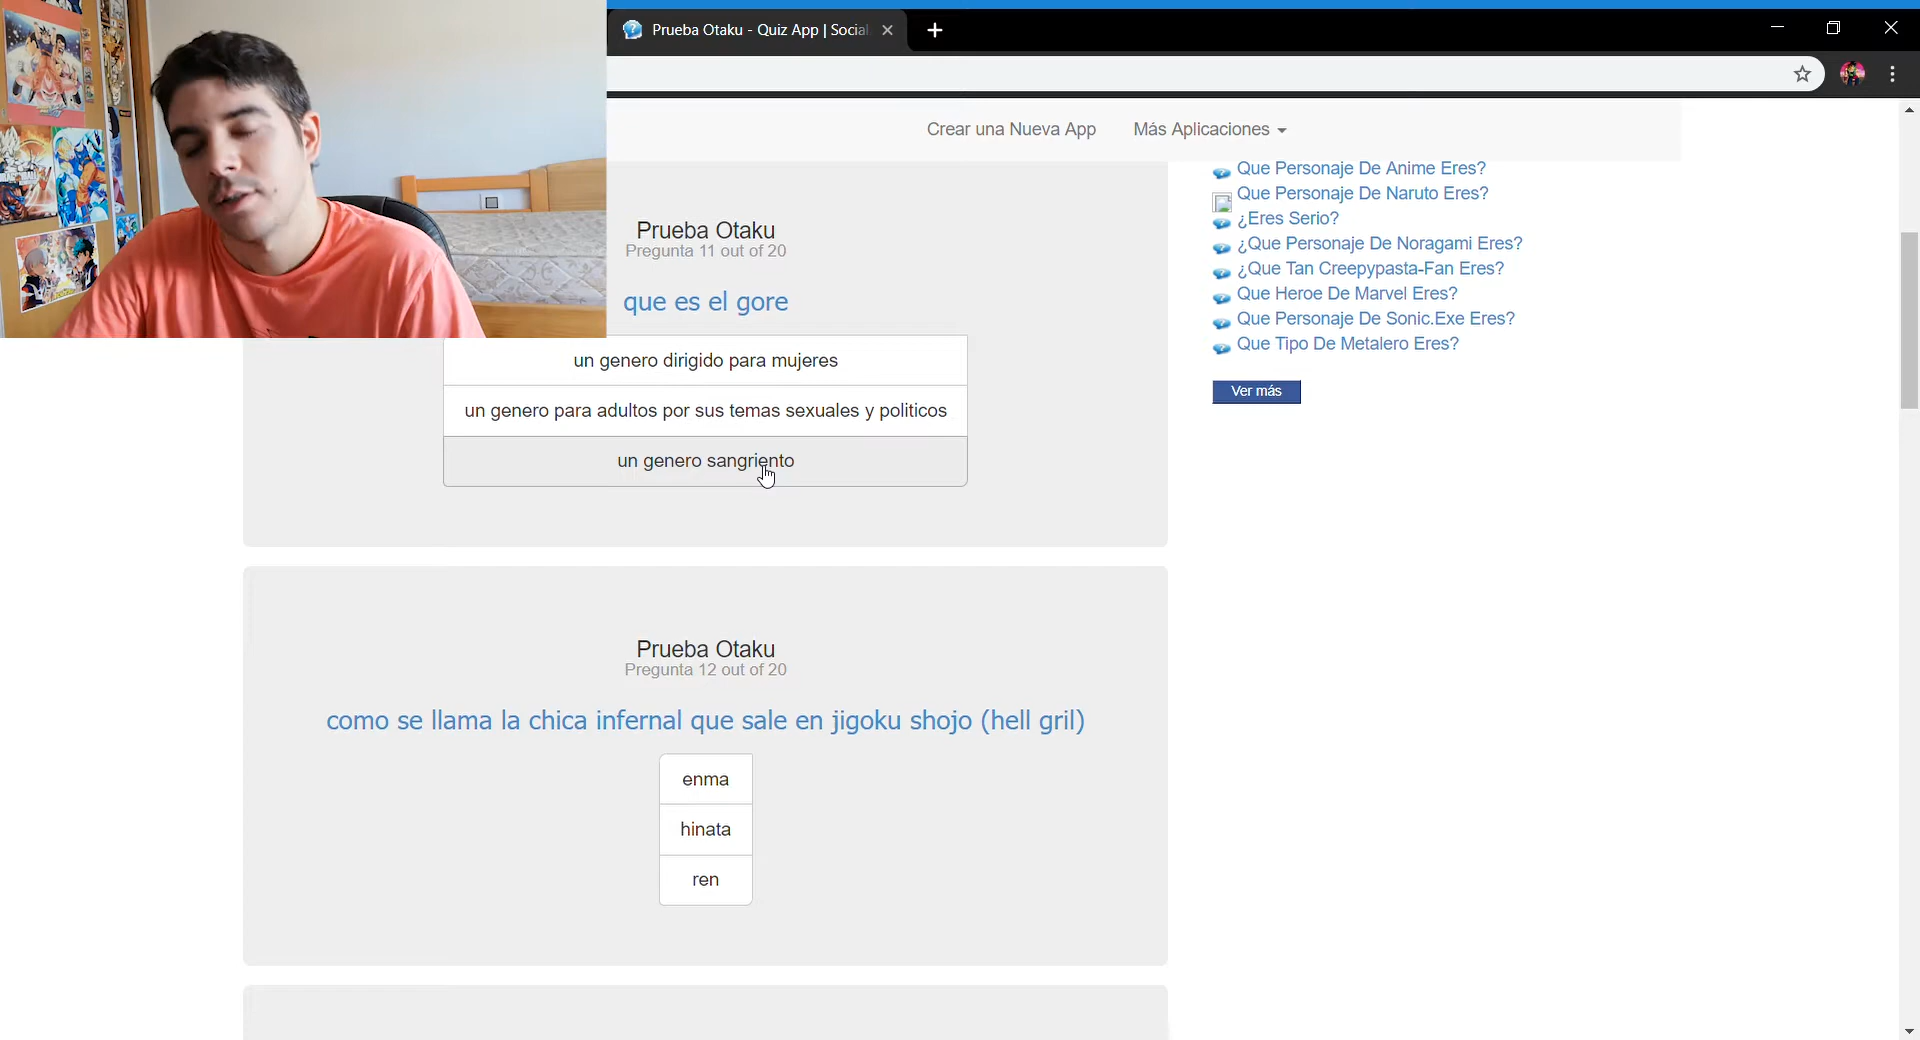 Prueba Otaku - Quiz App | Social
Crear una Nueva App
Más Aplicaciones
Prueba Otaku
Pregunta 11 out of 20
que es el gore
un genero dirigido para mujeres
un genero para adultos por sus temas sexuales y politicos
un genero sangriento
Prueba Otaku
Pregunta 12 out of 20
como se llama la chica infernal que sale en jigoku shojo (hell gril)
enma
hinata
ren
Que Personaje De Anime Eres?
Que Personaje De Naruto Eres?
¿Eres Serio?
¿Que Personaje De Noragami Eres?
¿Que Tan Creepypasta-Fan Eres?
Que Heroe De Marvel Eres?
Que Personaje De Sonic.Exe Eres?
Que Tipo De Metalero Eres?
Ver más